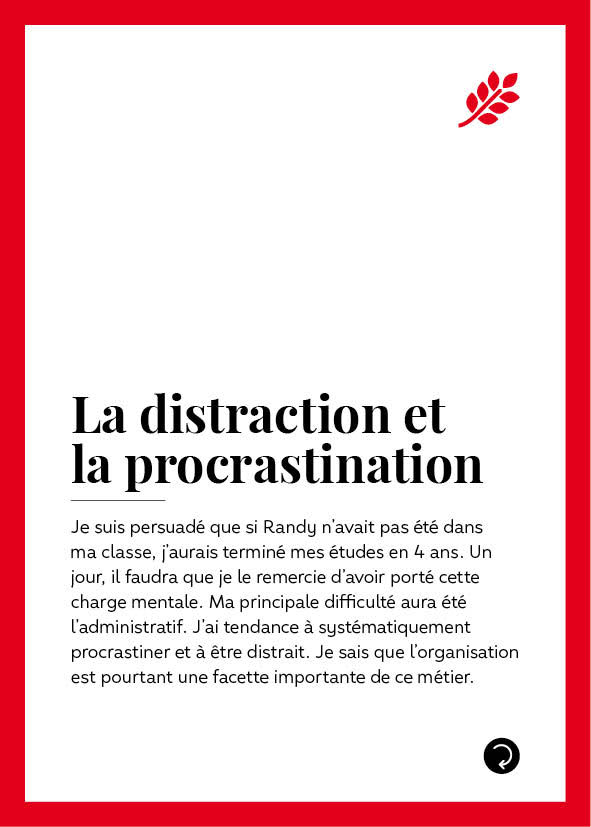 La distraction et
la procrastination
Je suis persuadé que si Randy n’avait pas été dans
ma classe, j’aurais terminé mes études en 4 ans. Un
jour, il faudra que je le remercie d’avoir porté cette
charge mentale. Ma principale difficulté aura été
l’administratif. J’ai tendance à systématiquement
procrastiner et à être distrait. Je sais que l’organisation
est pourtant une facette importante de ce métier.